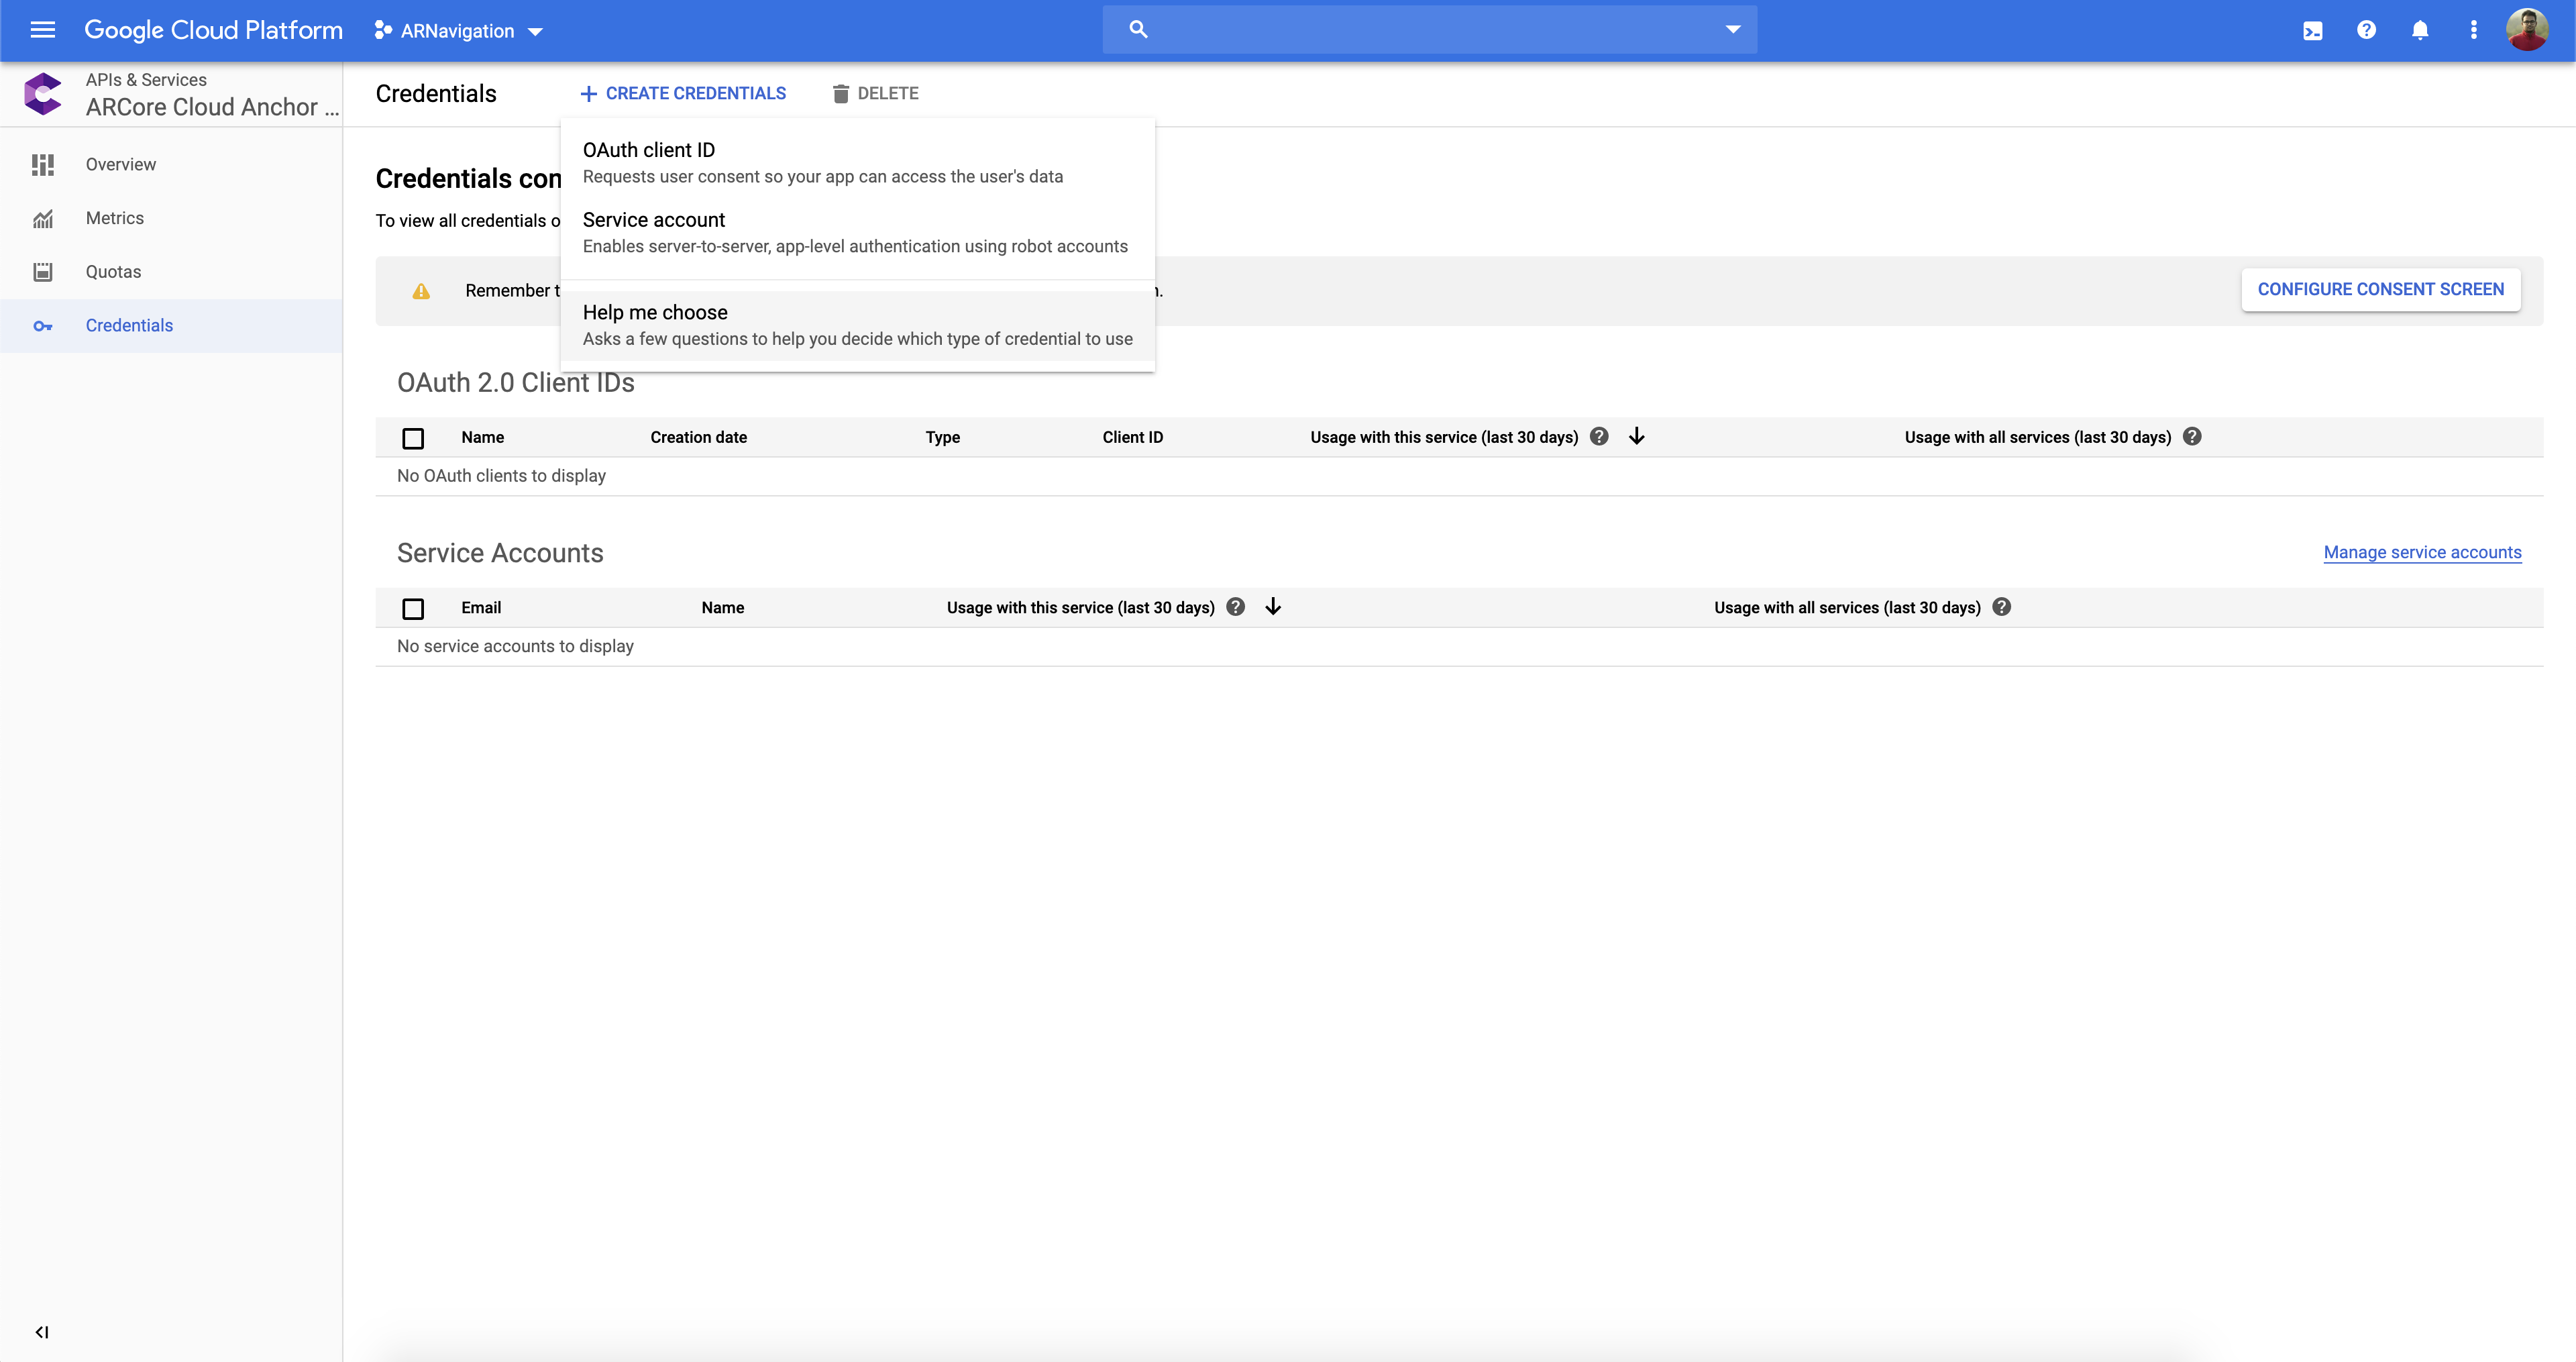 Google Cloud Platform
ARNavigation
APIs & Services
ARCore Cloud Anchor ...
Overview
Metrics
Quotas
Credentials
Credentials
CREATE CREDENTIALS
DELETE
OAuth client ID
Requests user consent so your app can access the user's data
Service account
Enables server-to-server, app-level authentication using robot accounts
Help me choose
Asks a few questions to help you decide which type of credential to use
Credentials con
To view all credentials o
Remember t
CONFIGURE CONSENT SCREEN
OAuth 2.0 Client IDs
Name Creation date Type Client ID Usage with this service (last 30 days) Usage with all services (last 30 days)
No OAuth clients to display
Service Accounts
Manage service accounts
Email Name Usage with this service (last 30 days) Usage with all services (last 30 days)
No service accounts to display